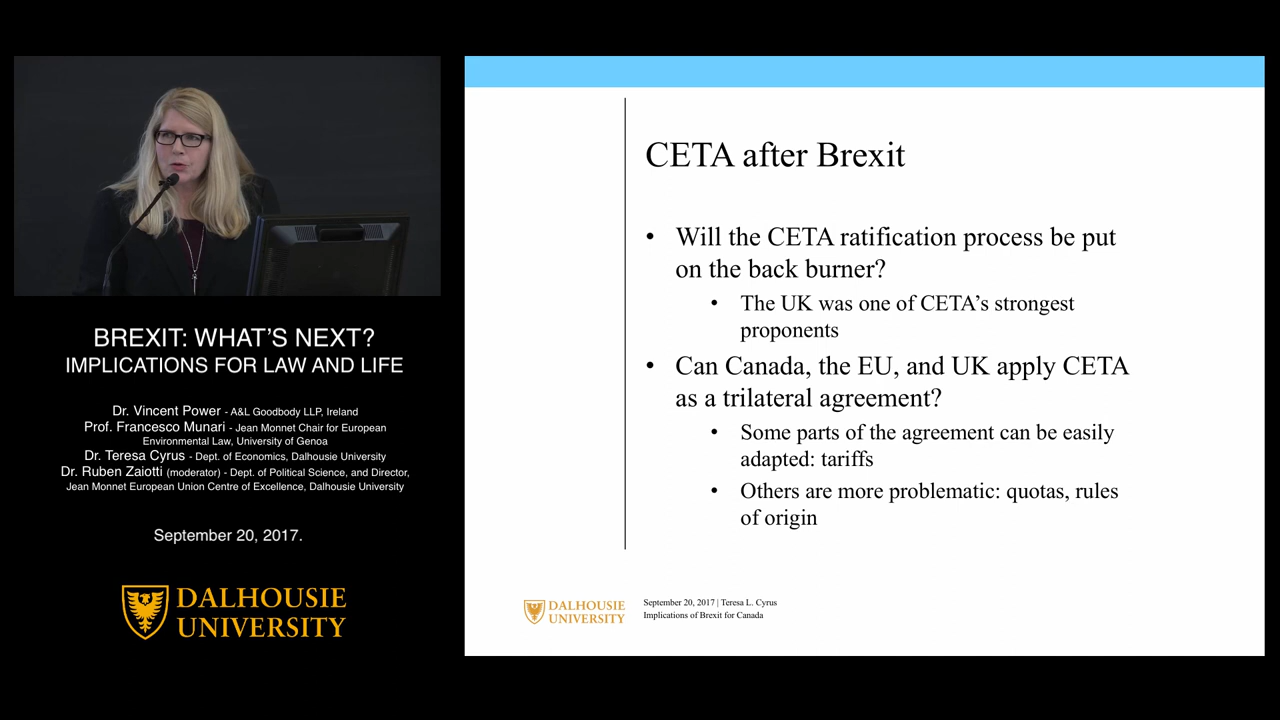 BREXIT: WHAT'S NEXT?
IMPLICATIONS FOR LAW AND LIFE
Dr. Vincent Power - A&L Goodbody LLP, Ireland
Prof. Francesco Munari - Jean Monnet Chair for European
Environmental Law, University of Genoa
Dr. Teresa Cyrus - Dept. of Economics, Dalhousie University
Dr. Ruben Zaiotti (moderator) - Dept. of Political Science, and Director,
Jean Monnet European Union Centre of Excellence, Dalhousie University
September 20, 2017.
DALHOUSIE
UNIVERSITY
CETA after Brexit
• Will the CETA ratification process be put
on the back burner?
• The UK was one of CETA's strongest
proponents
• Can Canada, the EU, and UK apply CETA
as a trilateral agreement?
• Some parts of the agreement can be easily
adapted: tariffs
• Others are more problematic: quotas, rules
of origin
DALHOUSIE
UNIVERSITY
September 20, 2017 | Teresa L. Cyrus
Implications of Brexit for Canada